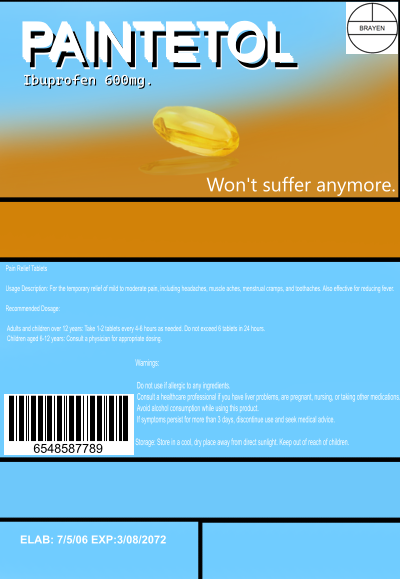 PAINTETOL
BRAYEN
Ibuprofen 600mg.
Won't suffer anymore.
Pain Relief Tablets
Usage Description: For the temporary relief of mild to moderate pain, including headaches, muscle aches, menstrual cramps, and toothaches. Also effective for reducing fever.
Recommended Dosage:
Adults and children over 12 years: Take 1-2 tablets every 4-6 hours as needed. Do not exceed 6 tablets in 24 hours.
Children aged 6-12 years: Consult a physician for appropriate dosing.
Warnings:
Do not use if allergic to any ingredients.
Consult a healthcare professional if you have liver problems, are pregnant, nursing, or taking other medications.
Avoid alcohol consumption while using this product.
If symptoms persist for more than 3 days, discontinue use and seek medical advice.
Storage: Store in a cool, dry place away from direct sunlight. Keep out of reach of children.
6548587789
ELAB: 7/5/06 EXP:3/08/2072